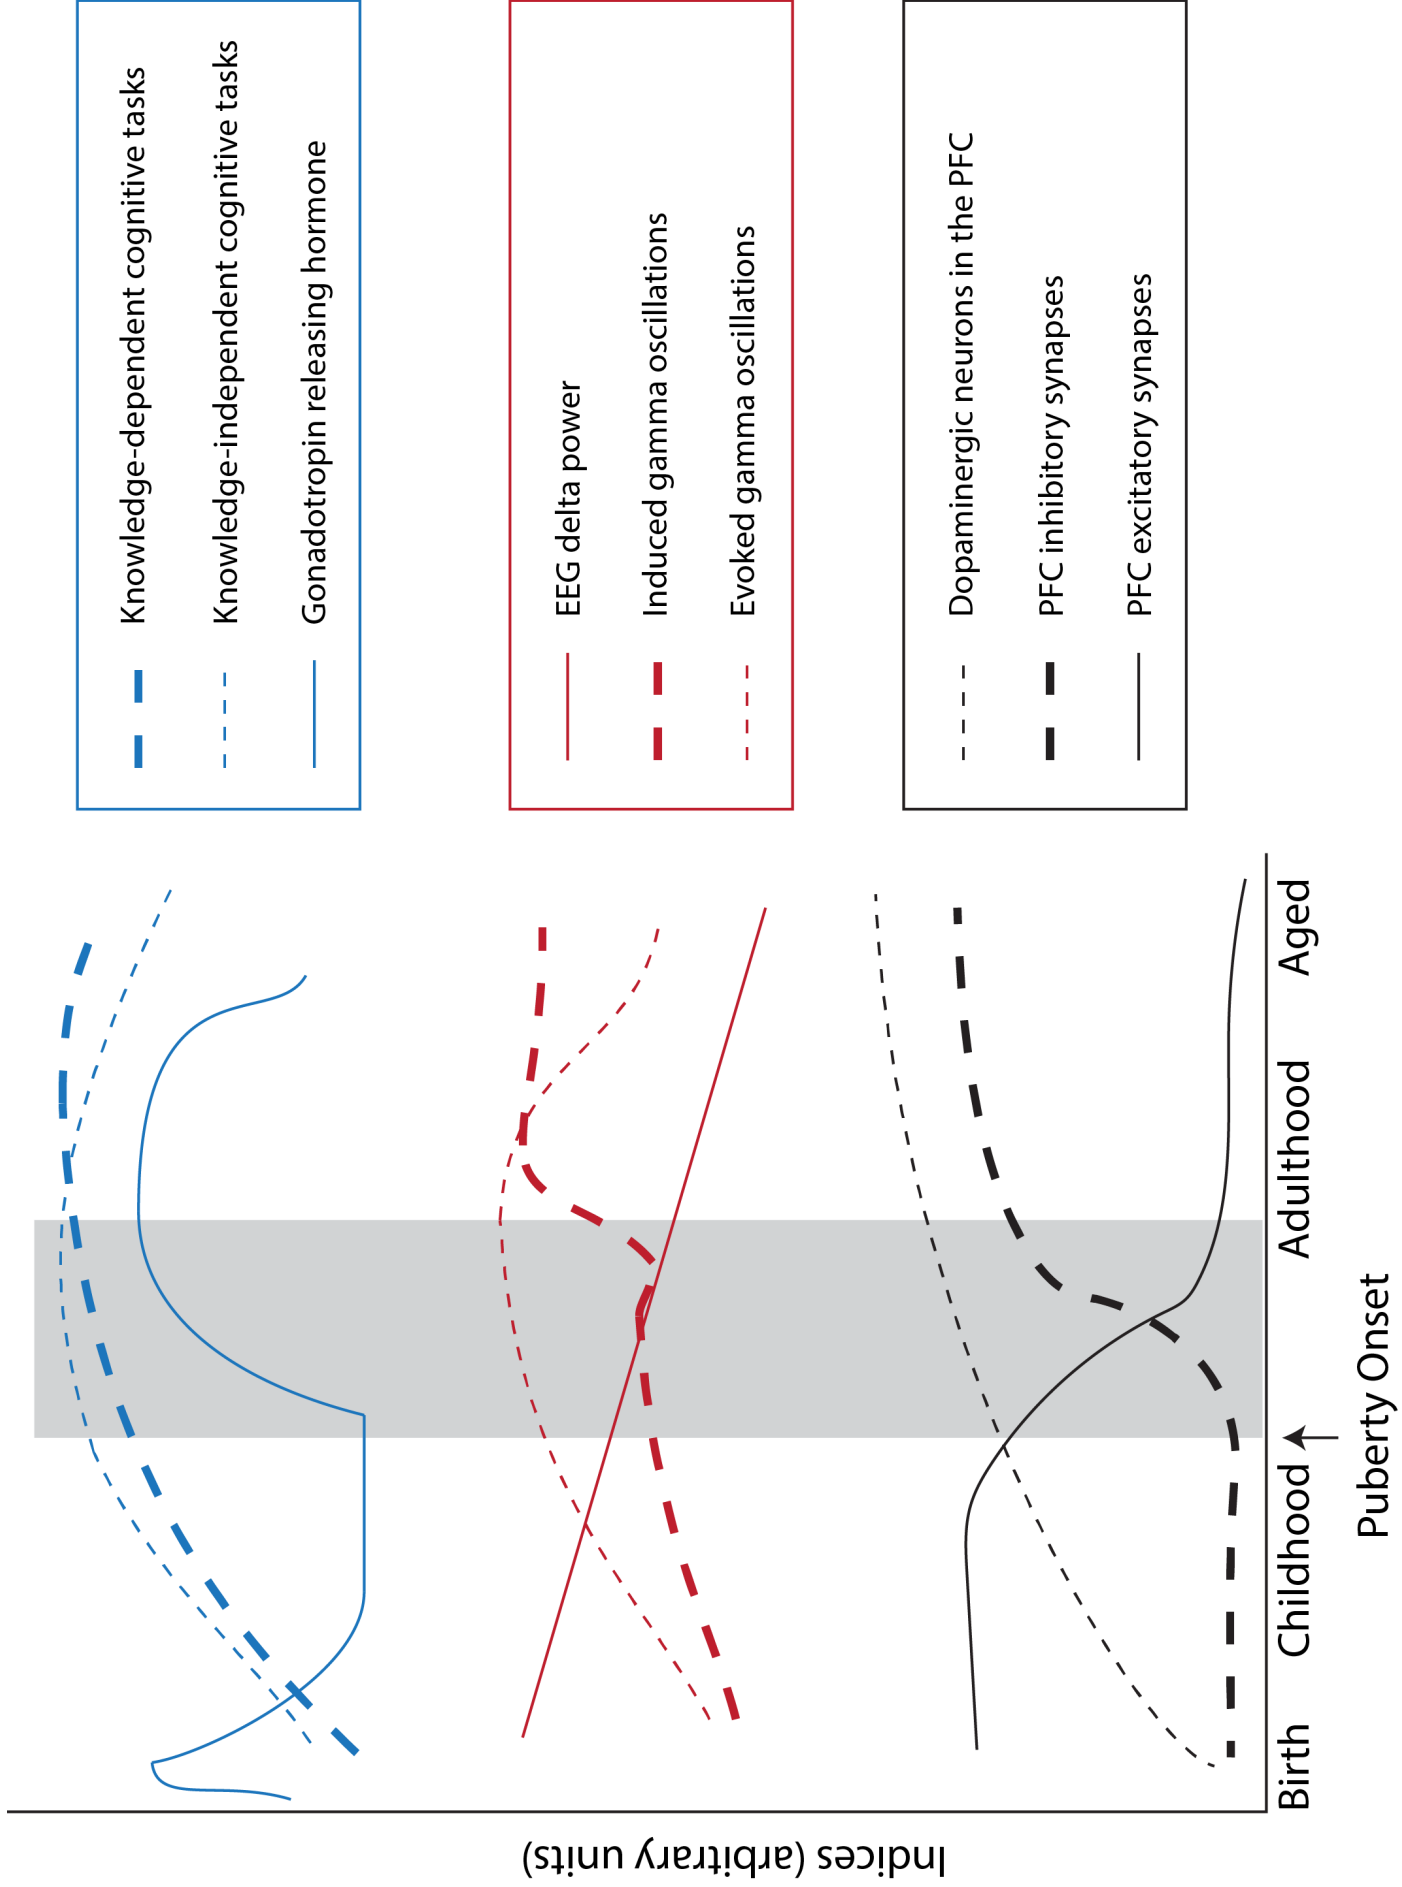 Knowledge-dependent cognitive tasks
Knowledge-independent cognitive tasks
Gonadotropin releasing hormone
EEG delta power
Induced gamma oscillations
Evoked gamma oscillations
Dopaminergic neurons in the PFC
PFC inhibitory synapses
PFC excitatory synapses
Indices (arbitrary units)
Birth Childhood Adulthood Aged
Puberty Onset